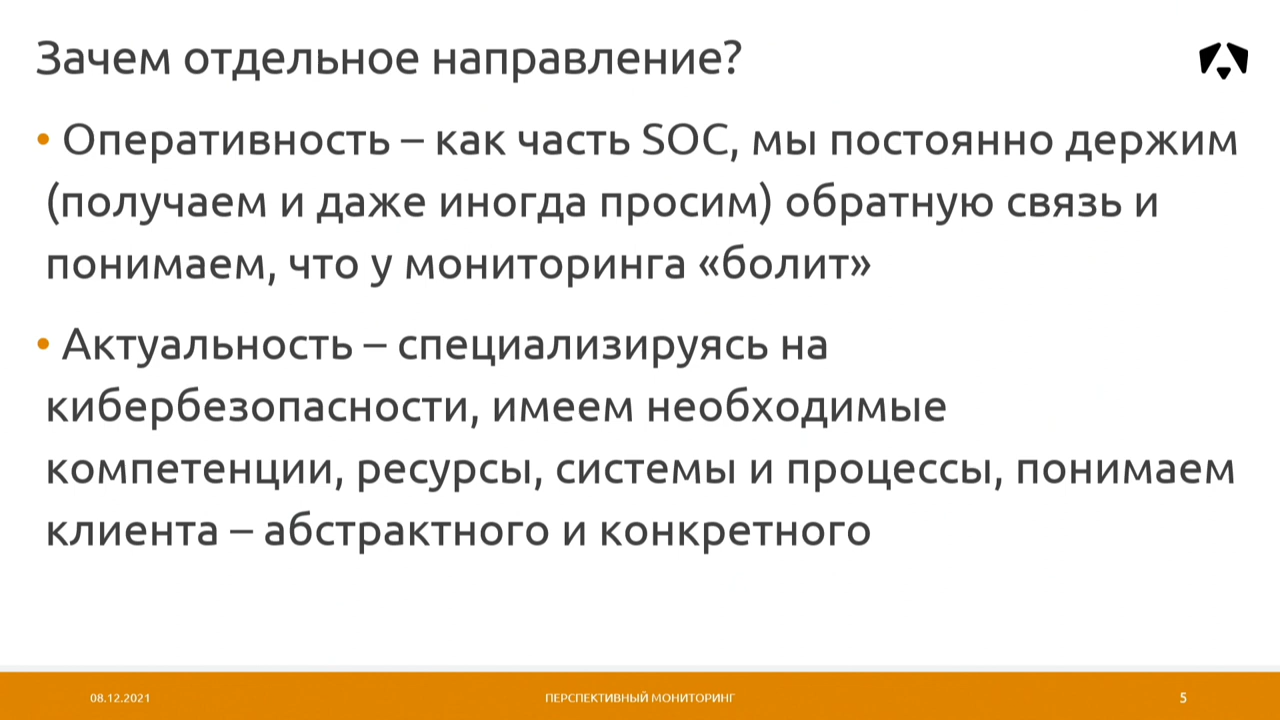 Зачем отдельное направление?
• Оперативность – как часть SOC, мы постоянно держим
(получаем и даже иногда просим) обратную связь и
понимаем, что у мониторинга «болит»
• Актуальность – специализируясь на
кибербезопасности, имеем необходимые
компетенции, ресурсы, системы и процессы, понимаем
клиента – абстрактного и конкретного
08.12.2021
ПЕРСПЕКТИВНЫЙ МОНИТОРИНГ
5